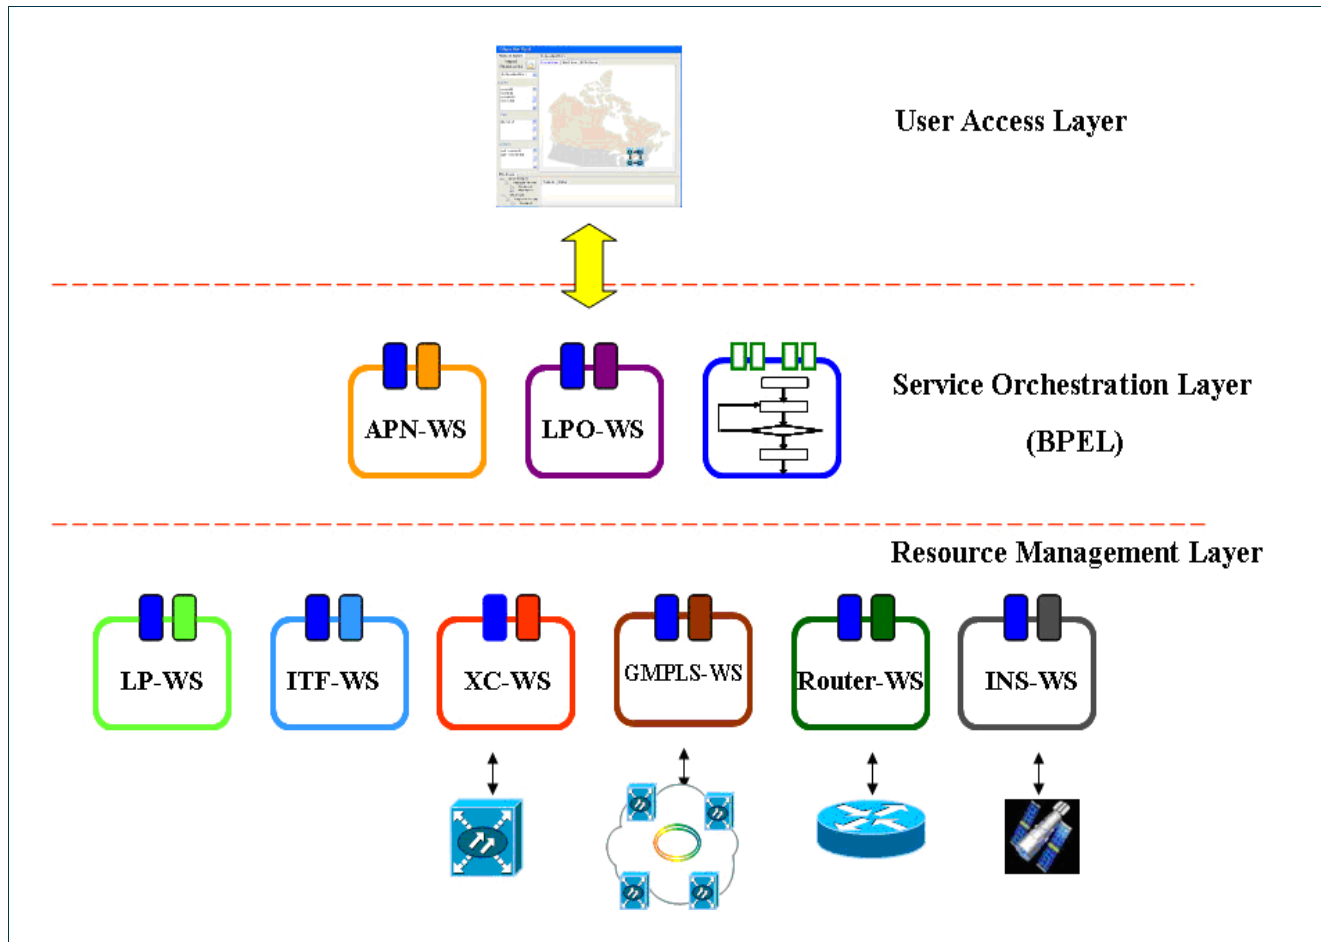 User Access Layer
APN-WS
LPO-WS
Service Orchestration Layer
(BPEL)
Resource Management Layer
LP-WS
ITF-WS
XC-WS
GMPLS-WS
Router-WS
INS-WS